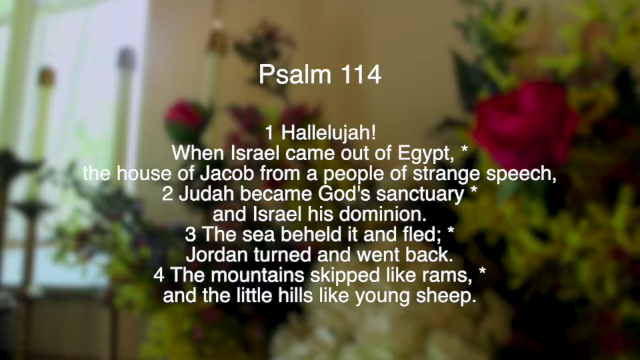 Psalm 114
1 Hallelujah!
When Israel came out of Egypt, *
the house of Jacob from a people of strange speech,
2 Judah became God's sanctuary *
and Israel his dominion.
3 The sea beheld it and fled; *
Jordan turned and went back.
4 The mountains skipped like rams, *
and the little hills like young sheep.